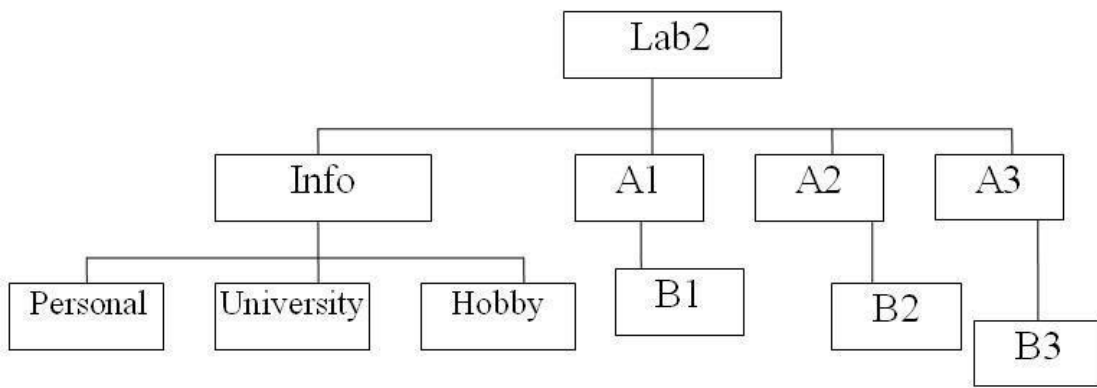 Lab2
Info
A1
A2
A3
Personal
University
Hobby
B1
B2
B3